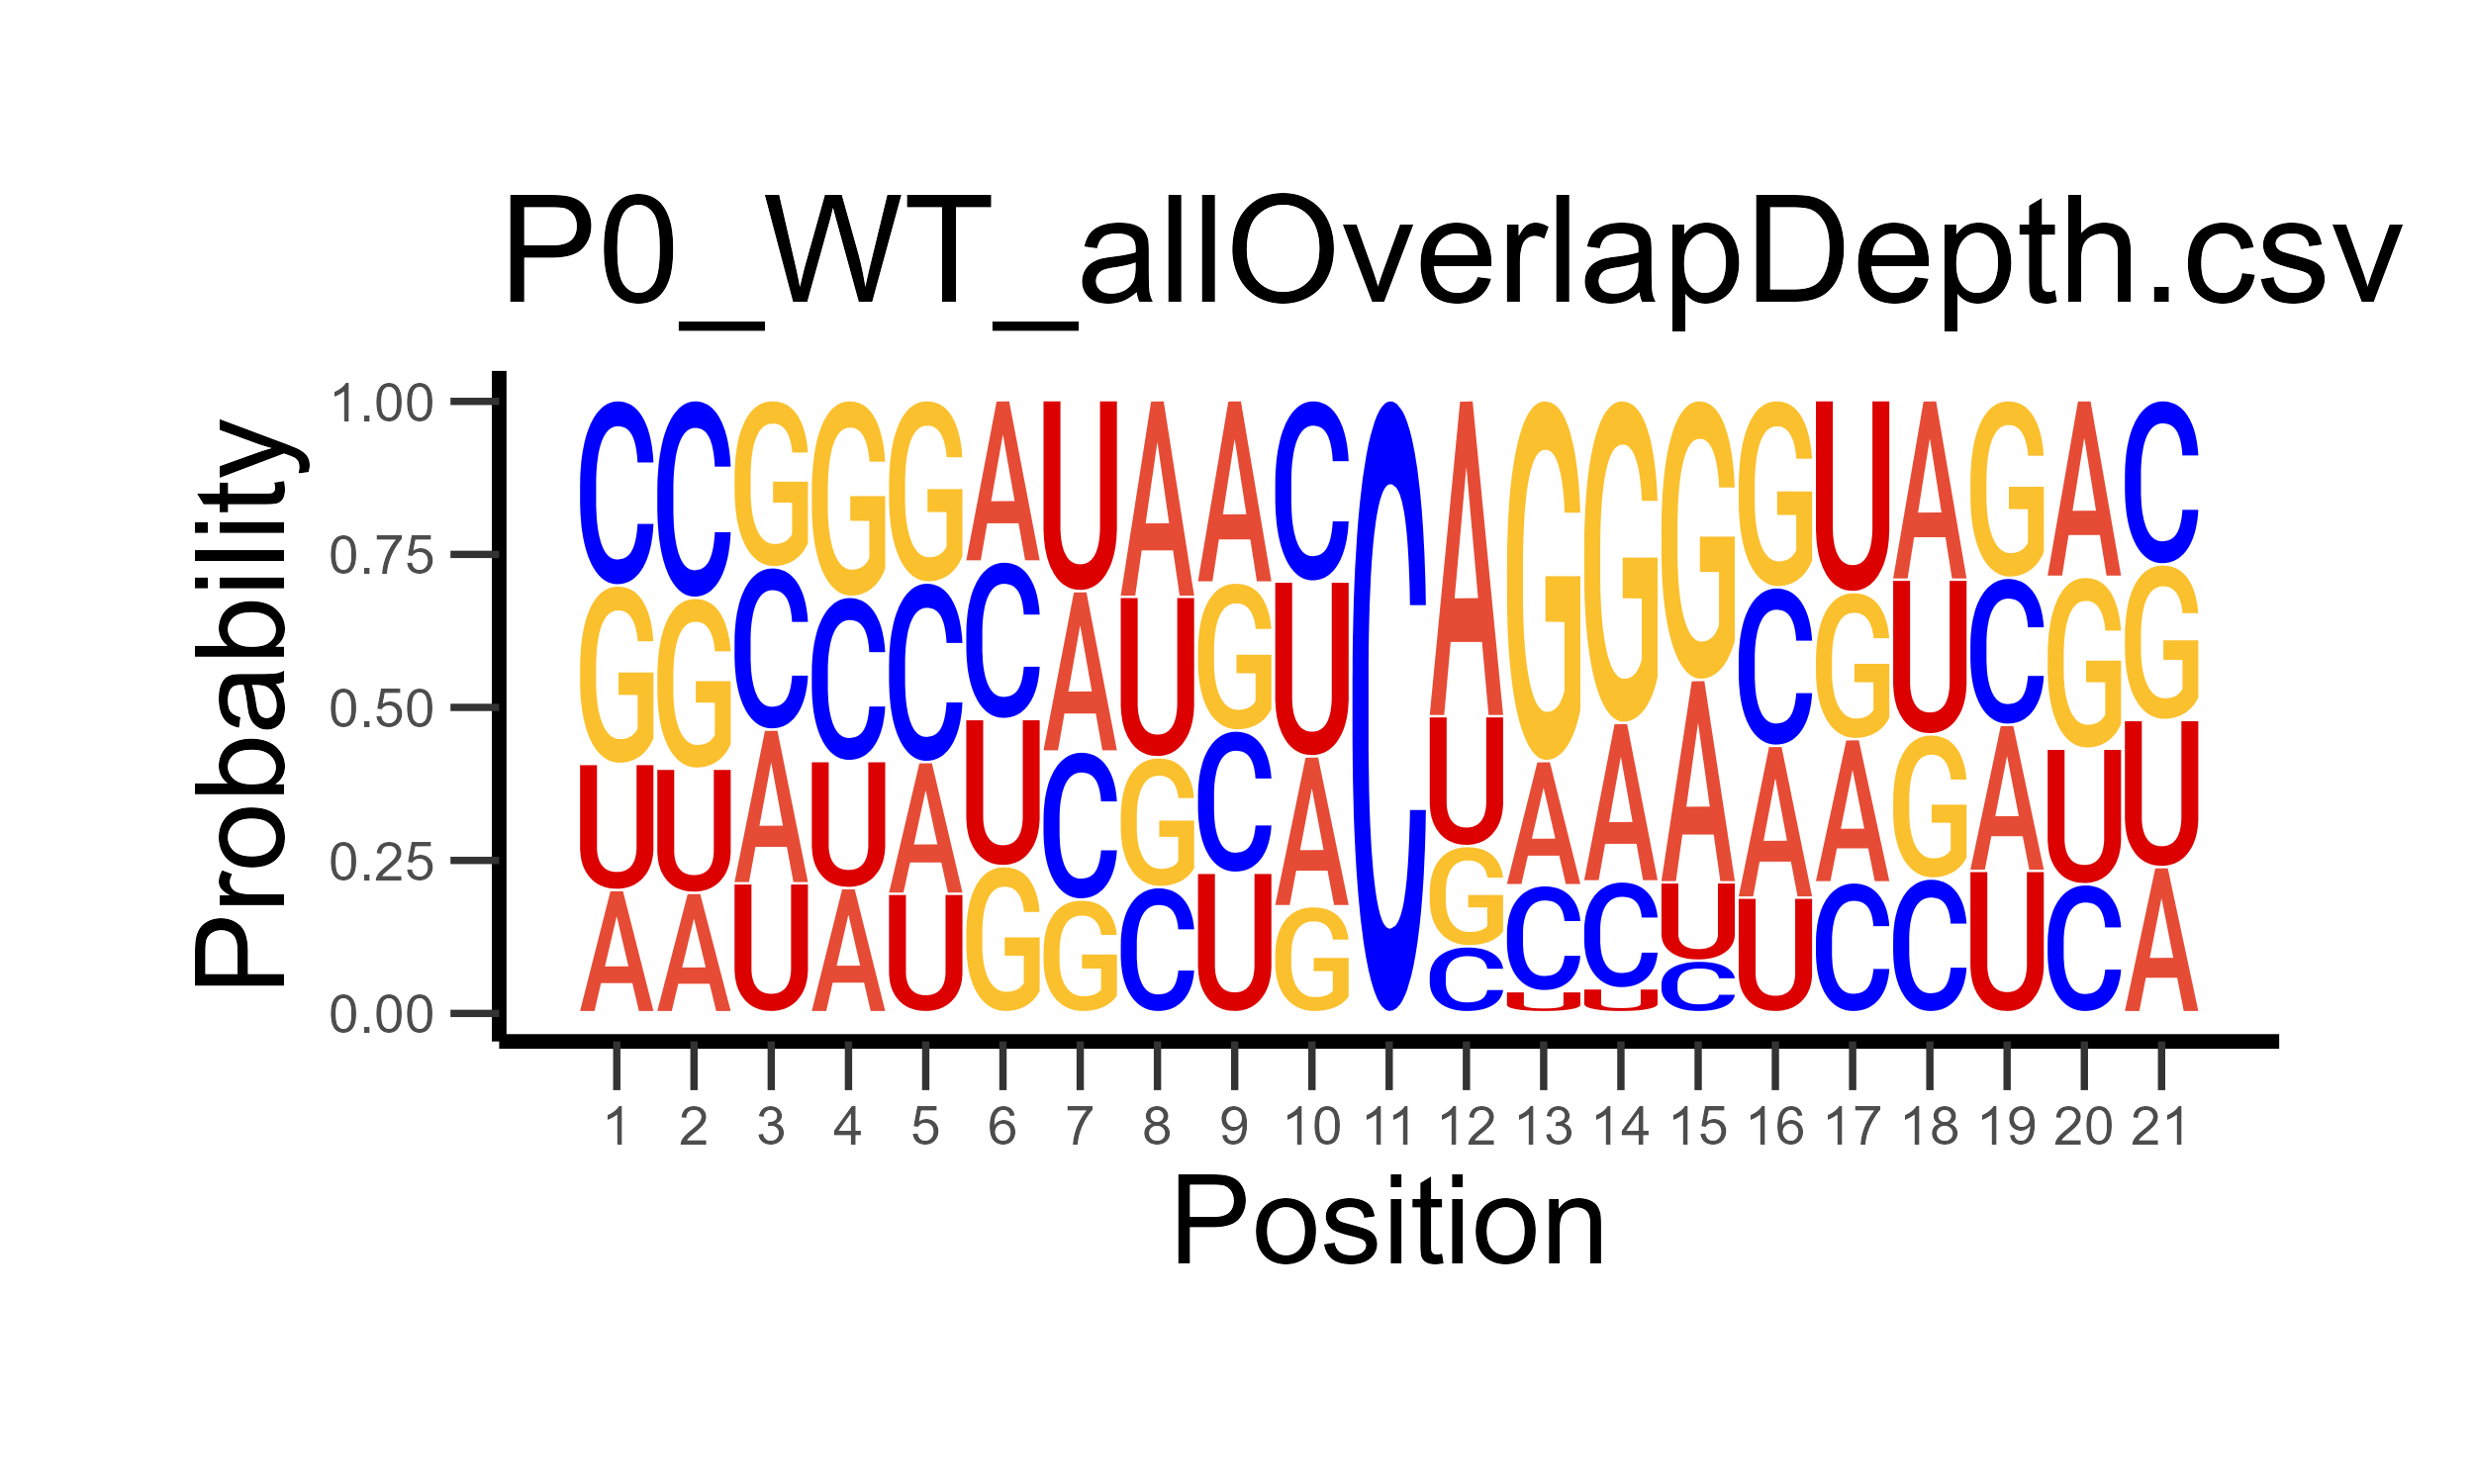 P0_WT_allOverlapDepth.csv
Probability
1.00
0.75
0.50
0.25
0.00
C C G G G A U A A C C A G G G G U A G A C
G G C C C C A U G U U A A A C G U C G G
U U A U A U C G C A G C C U A A G A U U
A A U A U G G C U G C U U C U C C U C A
1 2 3 4 5 6 7 8 9 10 11 12 13 14 15 16 17 18 19 20 21
Position